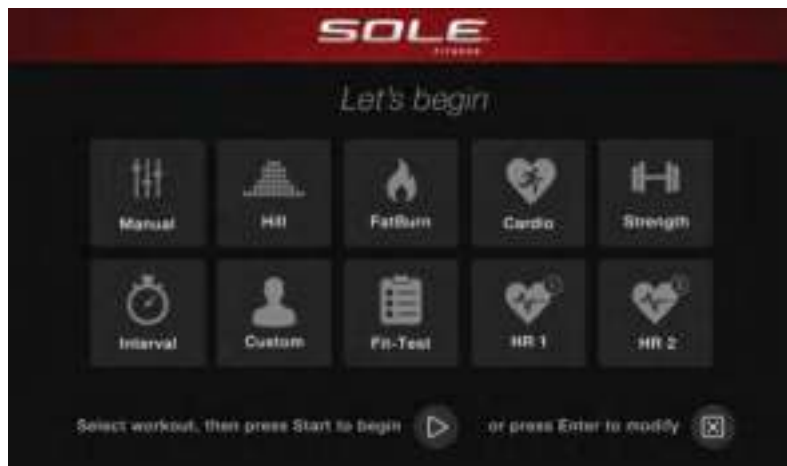 SOLE
FITNESS
Let's begin
Manual
Hill
FatBurn
Cardio
Strength
Interval
Custom
Fit-Test
HR 1
HR 2
Select workout, then press Start to begin
or press Enter to modify